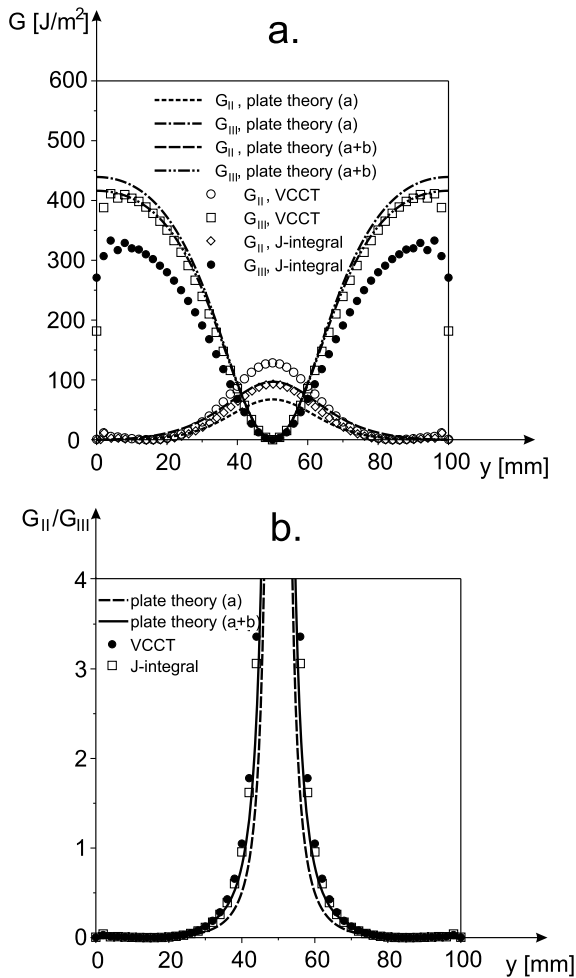 G [J/m²]
a.
600
500
400
300
200
100
0
G_II , plate theory (a)
G_III, plate theory (a)
G_II , plate theory (a+b)
G_III, plate theory (a+b)
G_II , VCCT
G_III, VCCT
G_II , J-integral
G_III, J-integral
0 20 40 60 80 100
y [mm]
G_II/G_III
b.
4
3
2
1
0
plate theory (a)
plate theory (a+b)
VCCT
J-integral
0 20 40 60 80 100
y [mm]